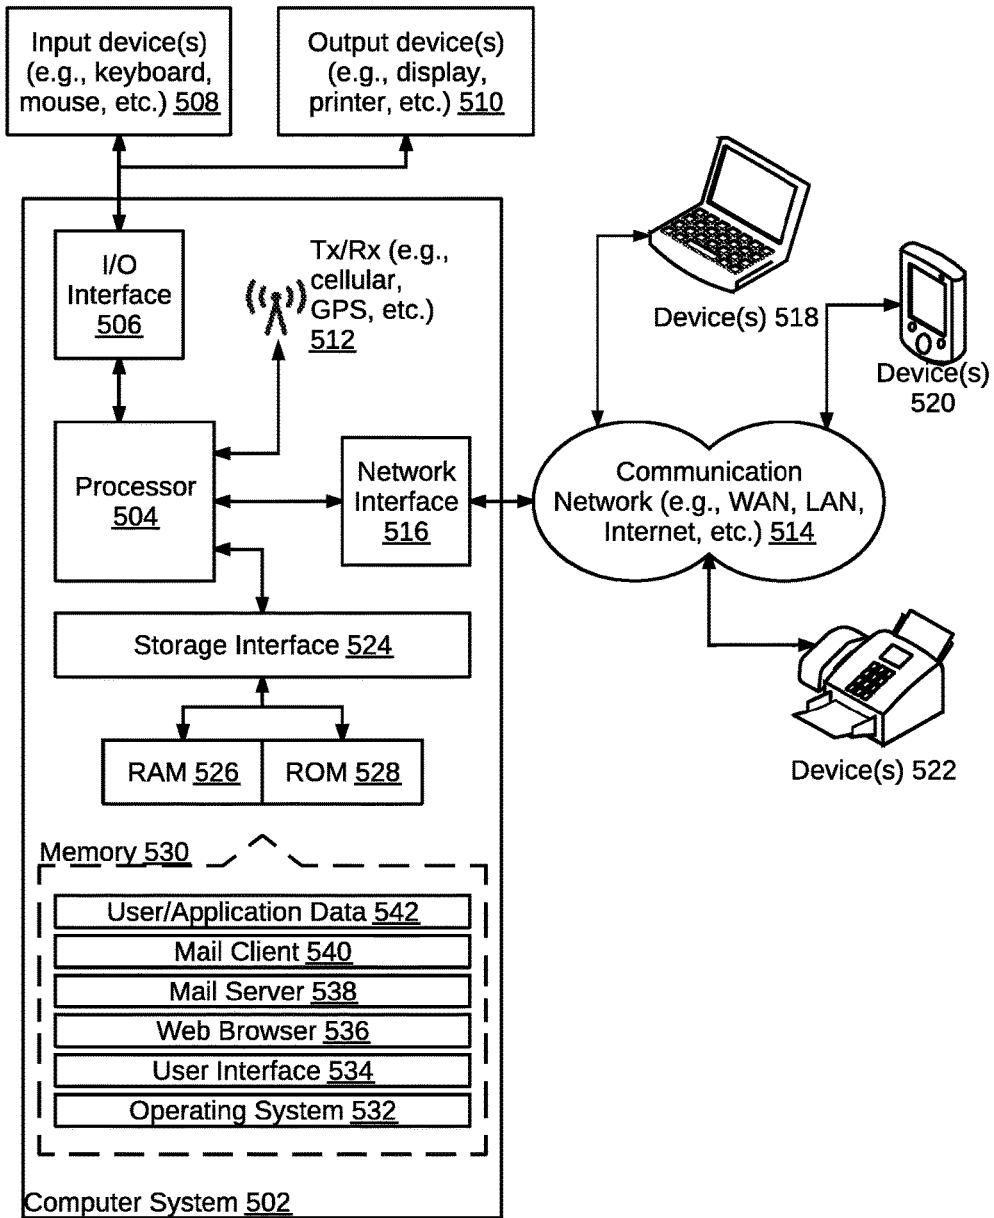 Input device(s)
(e.g., keyboard,
mouse, etc.) 508
Output device(s)
(e.g., display,
printer, etc.) 510
I/O
Interface
506
Tx/Rx (e.g.,
cellular,
GPS, etc.)
512
Device(s) 518
Device(s)
520
Processor
504
Network
Interface
516
Communication
Network (e.g., WAN, LAN,
Internet, etc.) 514
Storage Interface 524
RAM 526
ROM 528
Device(s) 522
Memory 530
User/Application Data 542
Mail Client 540
Mail Server 538
Web Browser 536
User Interface 534
Operating System 532
Computer System 502